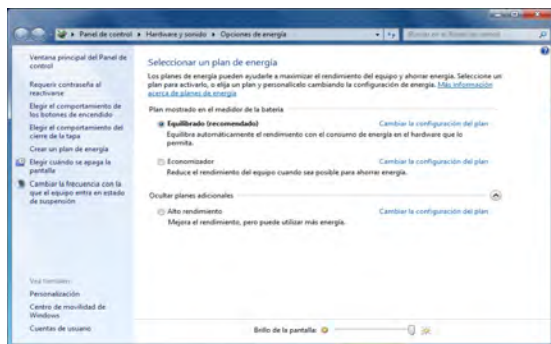 Panel de control ▸ Hardware y sonido ▸ Opciones de energía
Ventana principal del Panel de
control
Requerir contraseña al
reactivarse
Elegir el comportamiento de
los botones de encendido
Elegir el comportamiento del
cierre de la tapa
Crear un plan de energía
Elegir cuándo se apaga la
pantalla
Cambiar la frecuencia con la
que el equipo entra en estado
de suspensión
Vea también
Personalización
Centro de movilidad de
Windows
Cuentas de usuario
Seleccionar un plan de energía
Los planes de energía pueden ayudarle a maximizar el rendimiento del equipo y ahorrar energía. Seleccione un
plan para activarlo, o elija un plan y personalícelo cambiando la configuración de energía. Más información
acerca de planes de energía
Plan mostrado en el medidor de la batería
Equilibrado (recomendado) Cambiar la configuración del plan
Equilibra automáticamente el rendimiento con el consumo de energía en el hardware que lo
permita.
Economizador Cambiar la configuración del plan
Reduce el rendimiento del equipo cuando sea posible para ahorrar energía.
Ocultar planes adicionales
Alto rendimiento Cambiar la configuración del plan
Mejora el rendimiento, pero puede utilizar más energía.
Brillo de la pantalla: